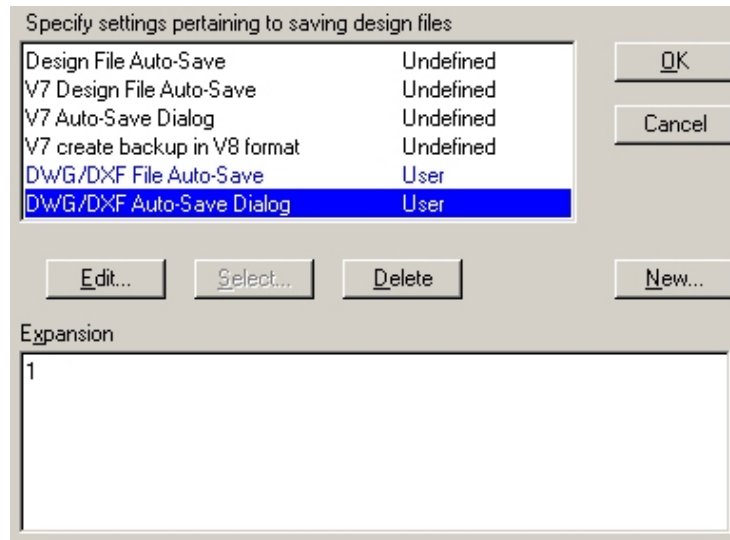 Specify settings pertaining to saving design files
Design File Auto-Save Undefined
V7 Design File Auto-Save Undefined
V7 Auto-Save Dialog Undefined
V7 create backup in V8 format Undefined
DWG/DXF File Auto-Save User
DWG/DXF Auto-Save Dialog User
OK
Cancel
Edit... Select... Delete New...
Expansion
1